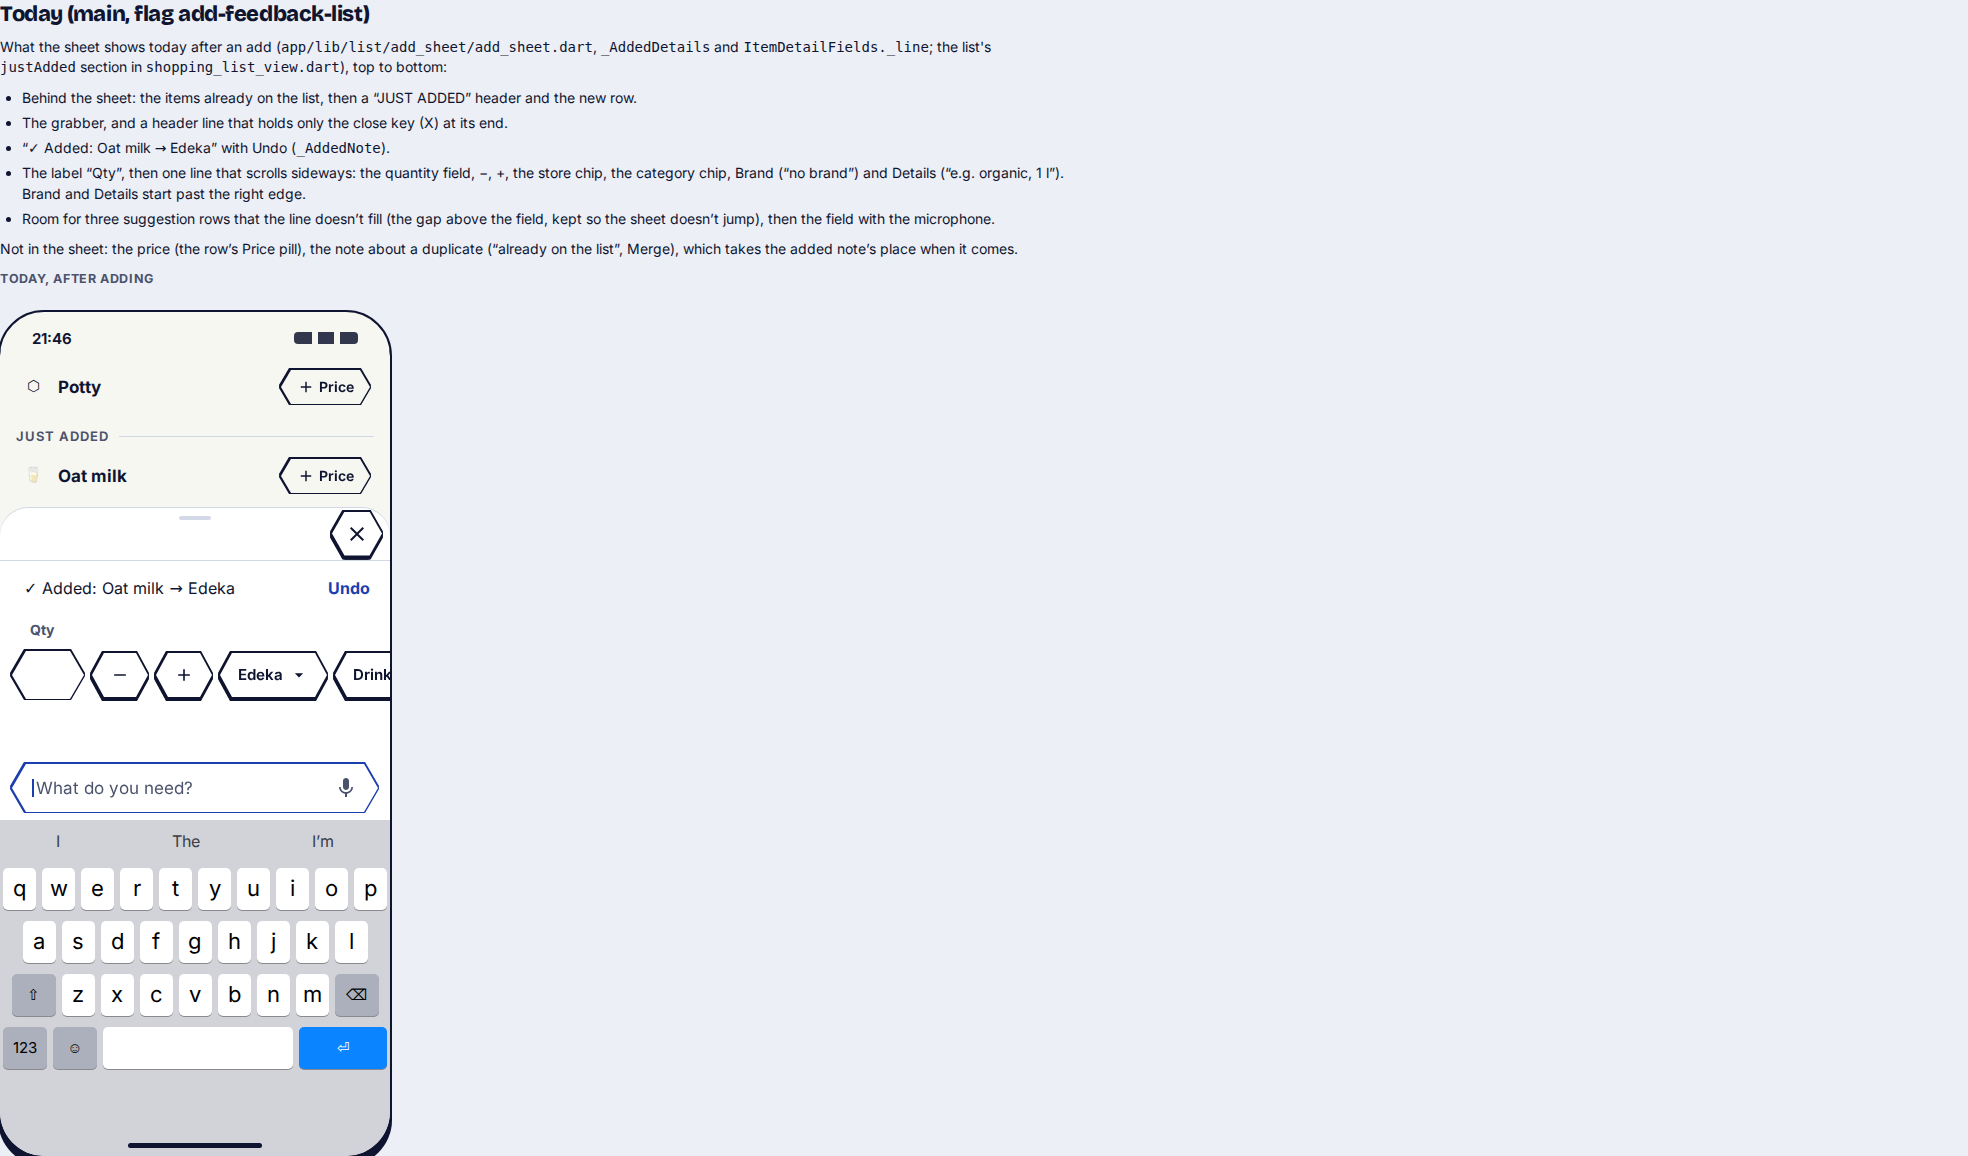 Today (main, flag add-feedback-list)
What the sheet shows today after an add (app/lib/list/add_sheet/add_sheet.dart, _AddedDetails and ItemDetailFields._line; the list's
justAdded section in shopping_list_view.dart), top to bottom:
• Behind the sheet: the items already on the list, then a “JUST ADDED” header and the new row.
• The grabber, and a header line that holds only the close key (X) at its end.
• “✓ Added: Oat milk → Edeka” with Undo (_AddedNote).
• The label “Qty”, then one line that scrolls sideways: the quantity field, −, +, the store chip, the category chip, Brand (“no brand”) and Details (“e.g. organic, 1 l”).
Brand and Details start past the right edge.
• Room for three suggestion rows that the line doesn’t fill (the gap above the field, kept so the sheet doesn’t jump), then the field with the microphone.
Not in the sheet: the price (the row’s Price pill), the note about a duplicate (“already on the list”, Merge), which takes the added note’s place when it comes.
TODAY, AFTER ADDING
21:46
Potty + Price
JUST ADDED
Oat milk + Price
✓ Added: Oat milk → Edeka Undo
Qty
− + Edeka Drink
What do you need?
I The I’m
q w e r t y u i o p
a s d f g h j k l
⇧ z x c v b n m ⌫
123 ☺ ⏎